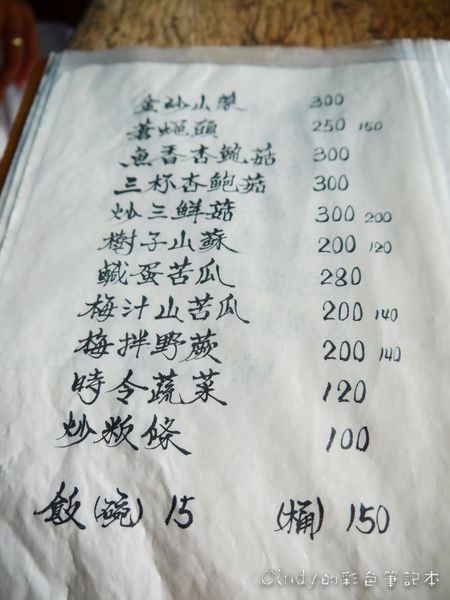 金沙小卷 300
蒼蠅頭 250 150
魚香杏鮑菇 300
三杯杏鮑菇 300
炒三鮮菇 300 200
樹子山蘇 200 120
鹹蛋苦瓜 280
梅汁山苦瓜 200 140
梅拌野蕨 200 140
時令蔬菜 120
炒粄條 100
飯(碗) 15 (桶) 150
Cindy的彩色筆記本